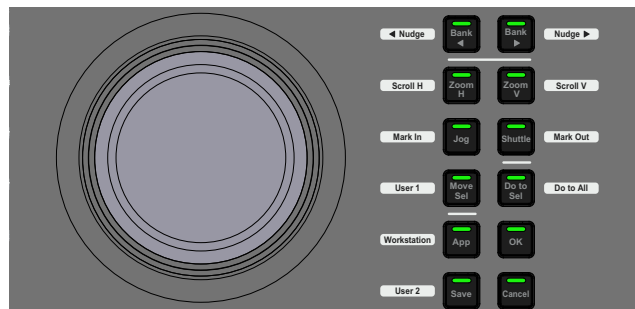 ◀ Nudge Bank ◀ Bank ▶ Nudge ▶
Scroll H Zoom H Zoom V Scroll V
Mark In Jog Shuttle Mark Out
User 1 Move Sel Do to Sel Do to All
Workstation App OK
User 2 Save Cancel